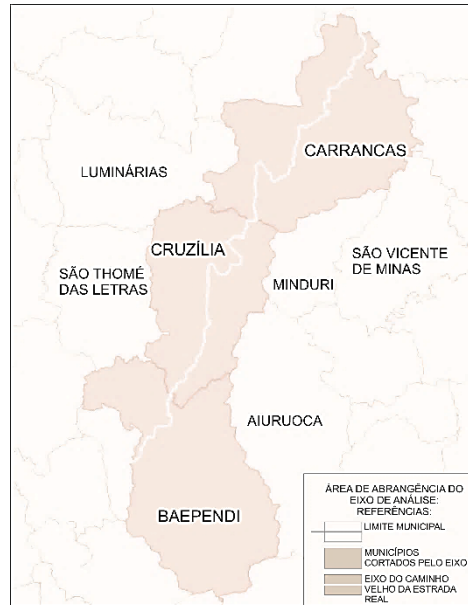 CARRANCAS
LUMINÁRIAS
CRUZÍLIA
SÃO VICENTE
DE MINAS
SÃO THOMÉ
DAS LETRAS
MINDURI
AIURUOCA
BAEPENDI
ÁREA DE ABRANGÊNCIA DO
EIXO DE ANÁLISE:
REFERÊNCIAS:
LIMITE MUNICIPAL
MUNICÍPIOS
CORTADOS PELO EIXO
EIXO DO CAMINHO
VELHO DA ESTRADA
REAL